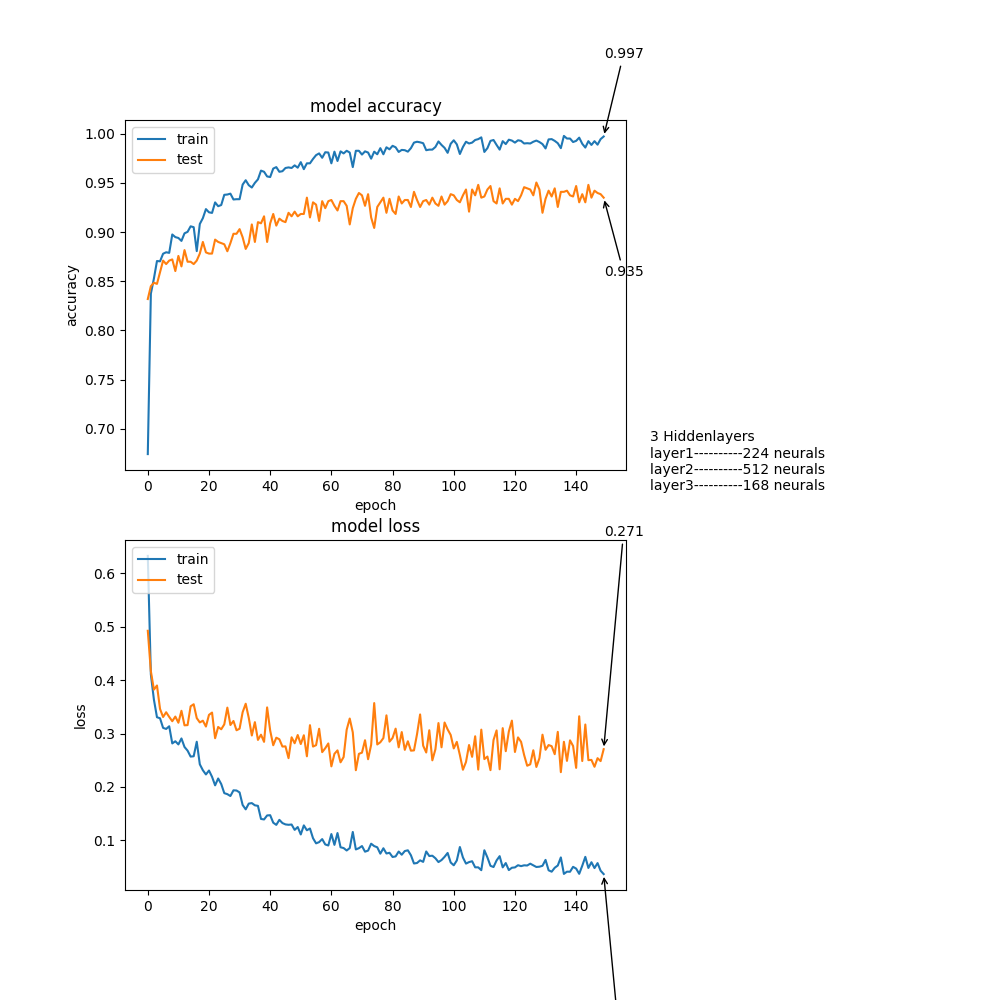 0.997
model accuracy
train
test
1.00
0.95
0.90
0.85
0.80
0.75
0.70
accuracy
0.935
0 20 40 60 80 100 120 140
epoch
3 Hiddenlayers
layer1----------224 neurals
layer2----------512 neurals
layer3----------168 neurals
model loss
0.271
train
test
0.6
0.5
0.4
0.3
0.2
0.1
loss
0 20 40 60 80 100 120 140
epoch